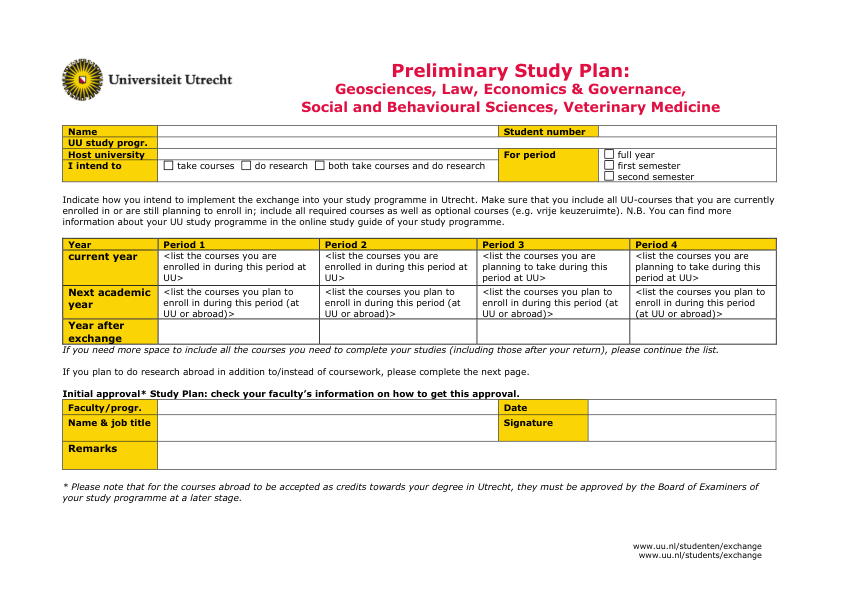 Universiteit Utrecht
Preliminary Study Plan:
Geosciences, Law, Economics & Governance,
Social and Behavioural Sciences, Veterinary Medicine
Name
Student number
UU study progr.
Host university
For period
full year
I intend to
take courses
do research
both take courses and do research
first semester
second semester
Indicate how you intend to implement the exchange into your study programme in Utrecht. Make sure that you include all UU-courses that you are currently
enrolled in or are still planning to enroll in; include all required courses as well as optional courses (e.g. vrije keuzeruimte). N.B. You can find more
information about your UU study programme in the online study guide of your study programme.
Year
Period 1
Period 2
Period 3
Period 4
current year
<list the courses you are
enrolled in during this period at
UU>
<list the courses you are
enrolled in during this period at
UU>
<list the courses you are
planning to take during this
period at UU>
<list the courses you are
planning to take during this
period at UU>
Next academic
year
<list the courses you plan to
enroll in during this period (at
UU or abroad)>
<list the courses you plan to
enroll in during this period (at
UU or abroad)>
<list the courses you plan to
enroll in during this period
(at UU or abroad)>
<list the courses you plan to
enroll in during this period
(at UU or abroad)>
Year after
exchange
If you need more space to include all the courses you need to complete your studies (including those after your return), please continue the list.
If you plan to do research abroad in addition to/instead of coursework, please complete the next page.
Initial approval* Study Plan: check your faculty's information on how to get this approval.
Faculty/progr.
Date
Name & job title
Signature
Remarks
* Please note that for the courses abroad to be accepted as credits towards your degree in Utrecht, they must be approved by the Board of Examiners of
your study programme at a later stage.
www.uu.nl/studenten/exchange
www.uu.nl/students/exchange